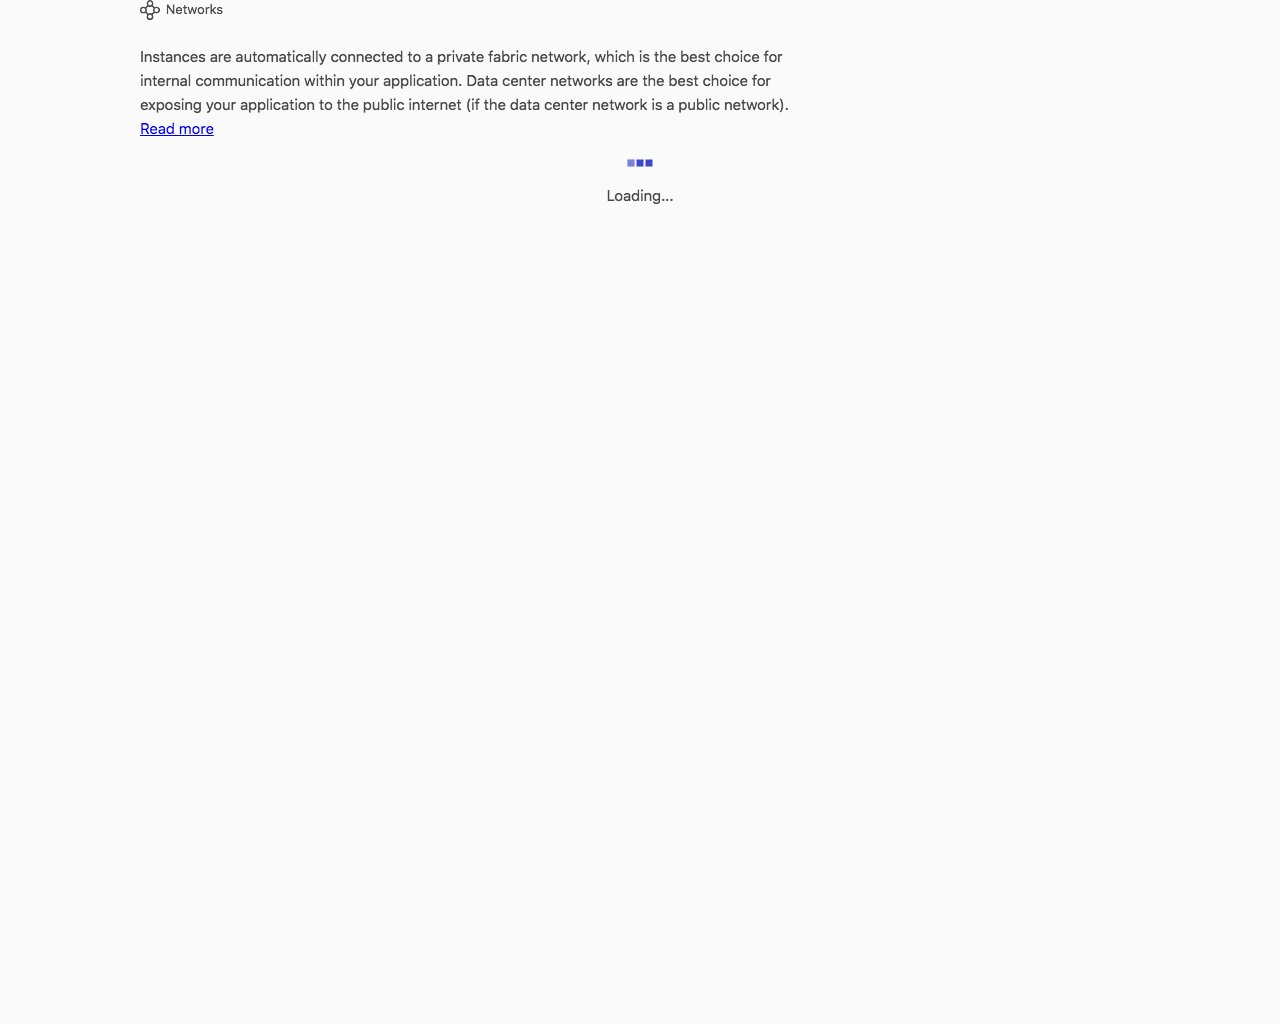 Networks
Instances are automatically connected to a private fabric network, which is the best choice for
internal communication within your application. Data center networks are the best choice for
exposing your application to the public internet (if the data center network is a public network).
Read more
Loading...